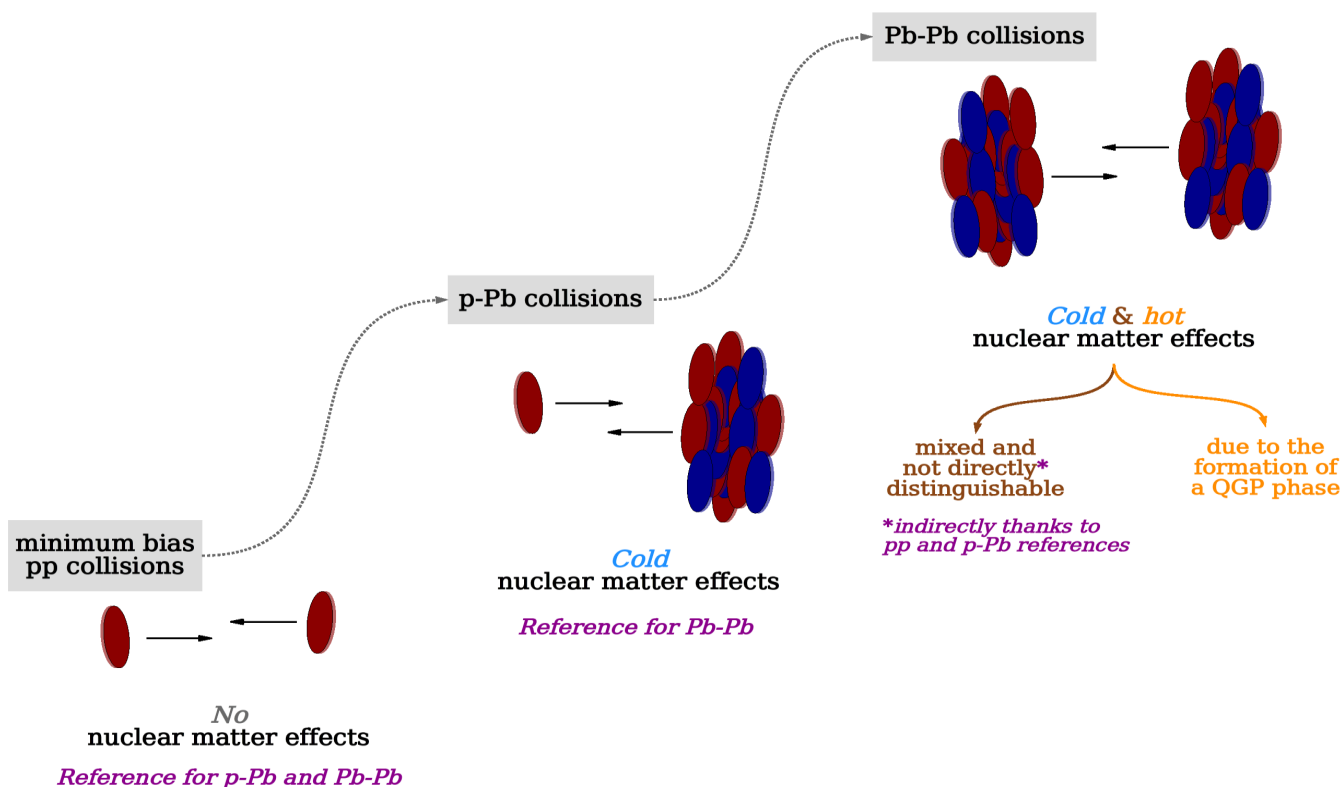 Pb-Pb collisions
Cold & hot
nuclear matter effects
mixed and
not directly*
distinguishable
*indirectly thanks to
pp and p-Pb references
due to the
formation of
a QGP phase
p-Pb collisions
Cold
nuclear matter effects
Reference for Pb-Pb
minimum bias
pp collisions
No
nuclear matter effects
Reference for p-Pb and Pb-Pb